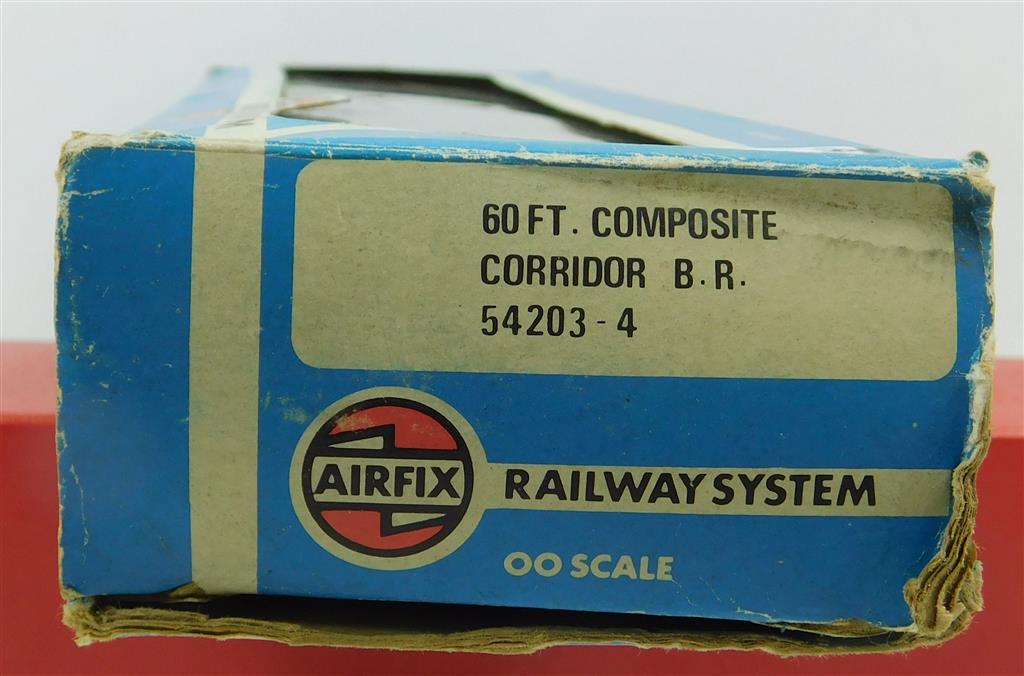 60 FT. COMPOSITE
CORRIDOR B.R.
54203-4
AIRFIX
RAILWAY SYSTEM
OO SCALE